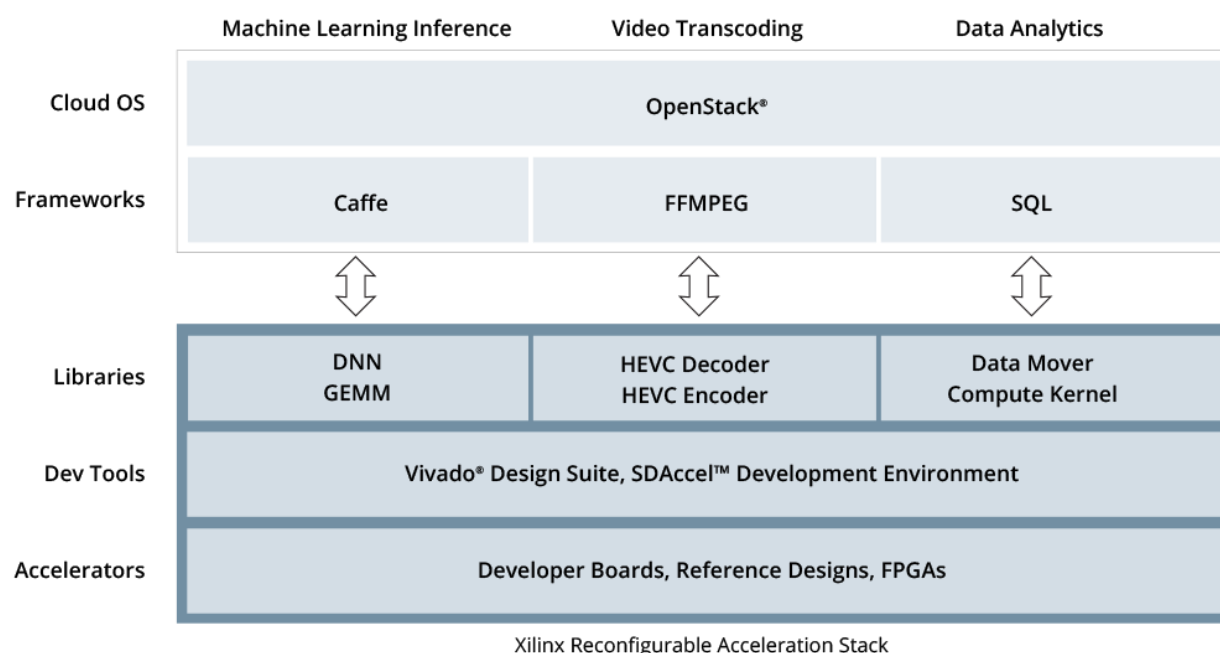 Machine Learning Inference Video Transcoding Data Analytics
Cloud OS
OpenStack®
Frameworks
Caffe
FFMPEG
SQL
Libraries
DNN
GEMM
HEVC Decoder
HEVC Encoder
Data Mover
Compute Kernel
Dev Tools
Vivado® Design Suite, SDAccel™ Development Environment
Accelerators
Developer Boards, Reference Designs, FPGAs
Xilinx Reconfigurable Acceleration Stack